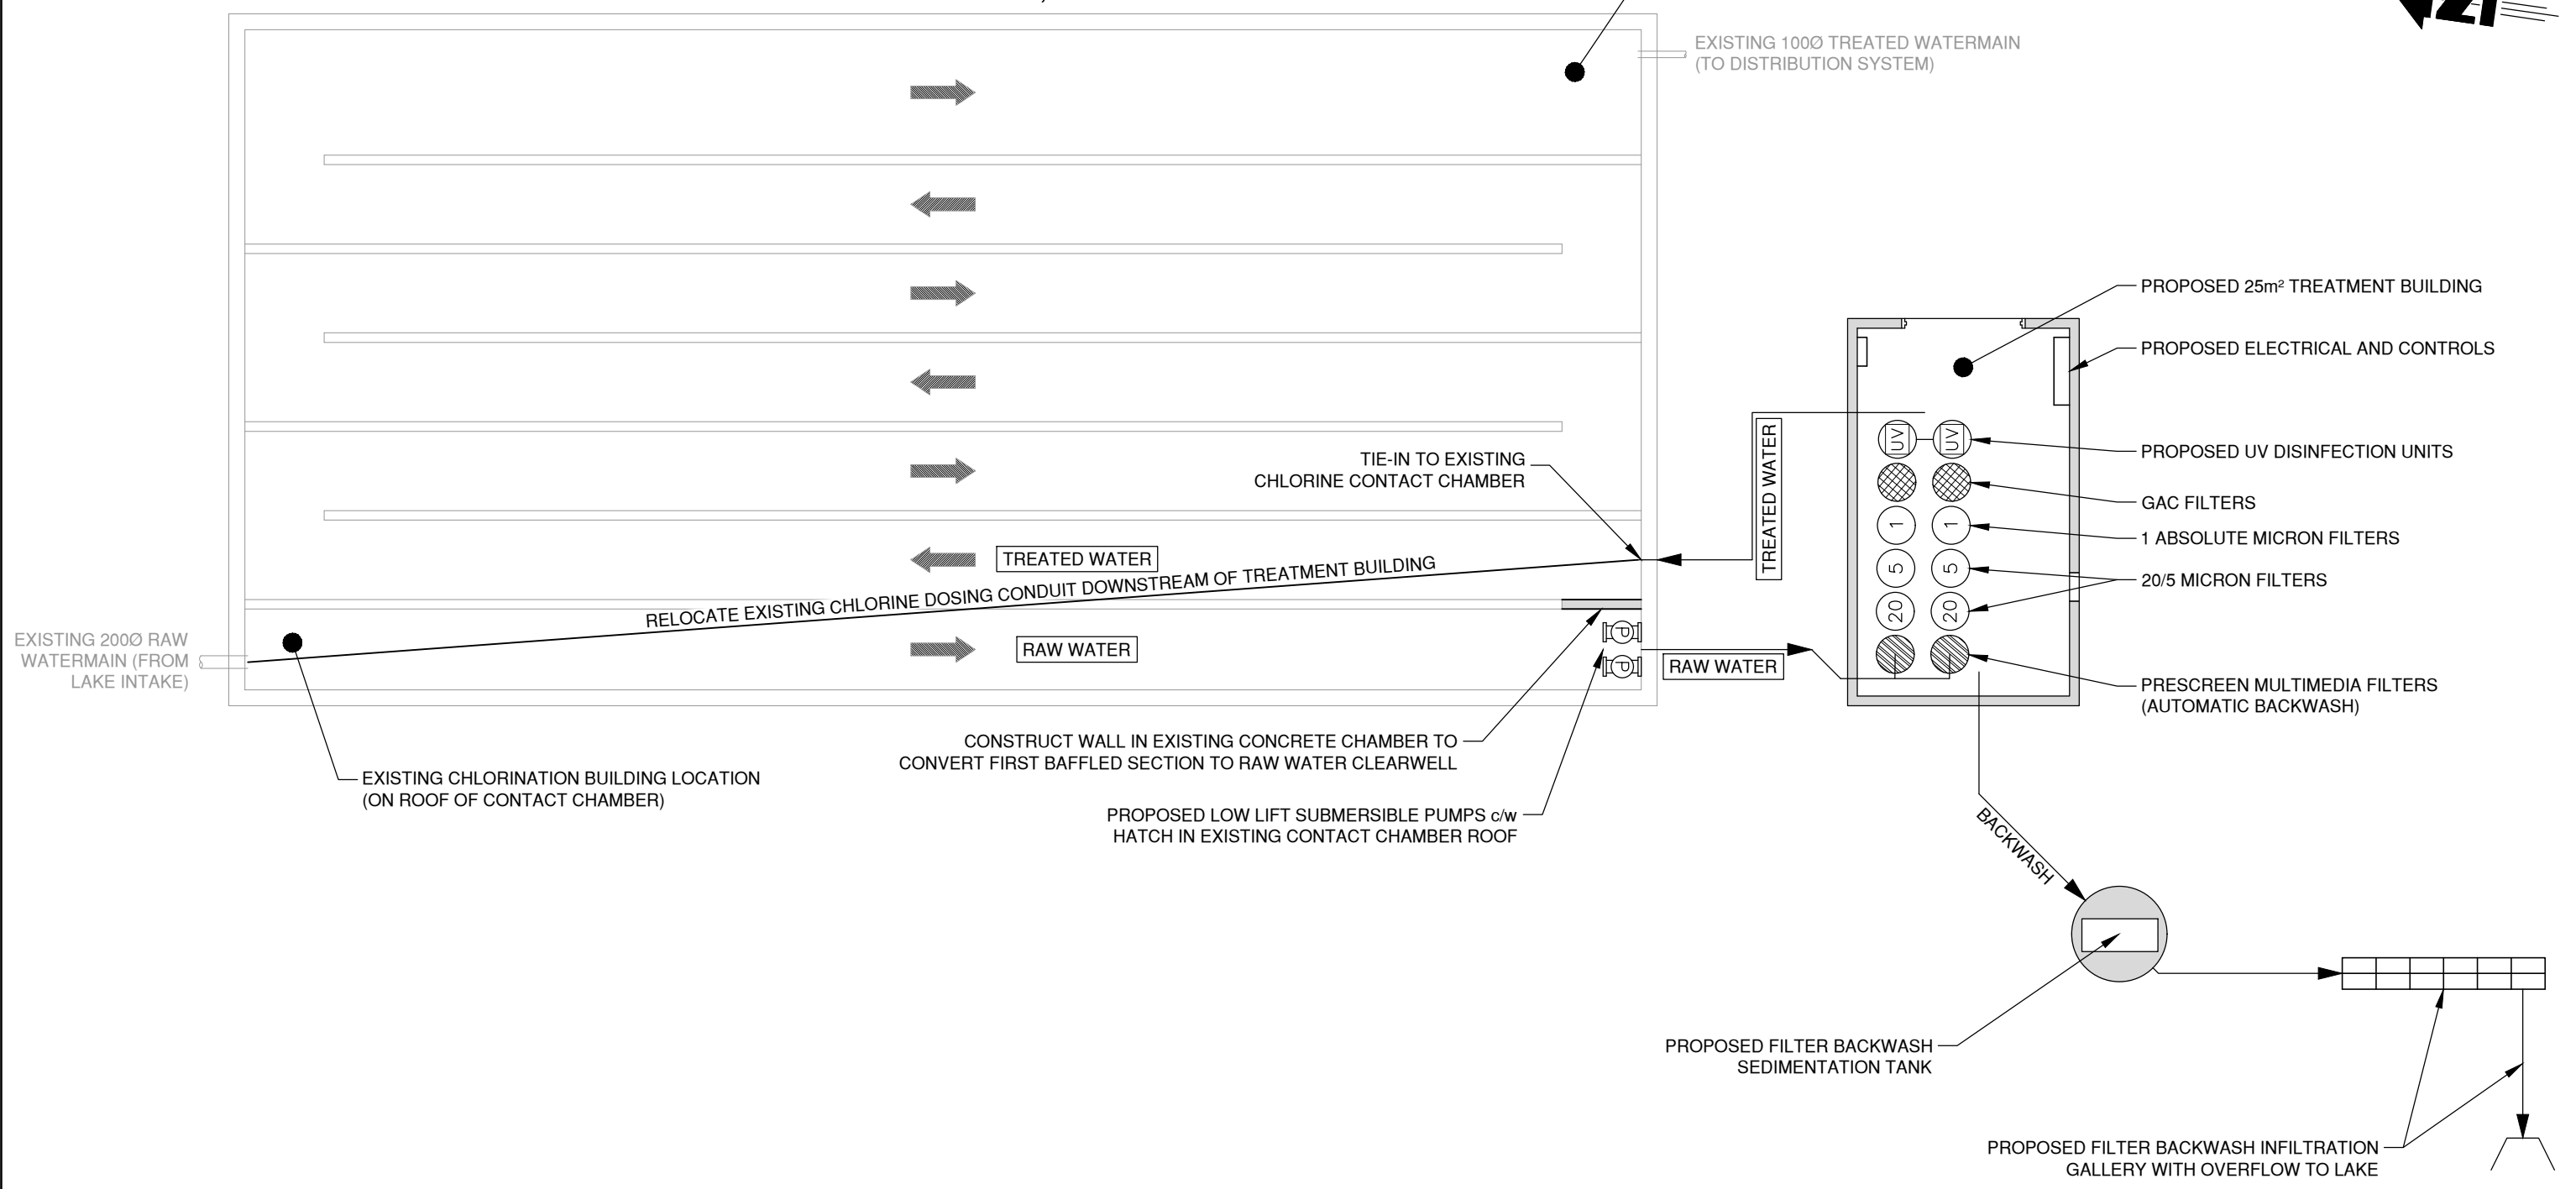 EXISTING 100Ø TREATED WATERMAIN
(TO DISTRIBUTION SYSTEM)
PROPOSED 25m² TREATMENT BUILDING
PROPOSED ELECTRICAL AND CONTROLS
UV UV
PROPOSED UV DISINFECTION UNITS
GAC FILTERS
1 1
1 ABSOLUTE MICRON FILTERS
5 5
20/5 MICRON FILTERS
20 20
PRESCREEN MULTIMEDIA FILTERS
(AUTOMATIC BACKWASH)
TREATED WATER
TIE-IN TO EXISTING
CHLORINE CONTACT CHAMBER
TREATED WATER
RELOCATE EXISTING CHLORINE DOSING CONDUIT DOWNSTREAM OF TREATMENT BUILDING
EXISTING 200Ø RAW
WATERMAIN (FROM
LAKE INTAKE)
RAW WATER
P
P
RAW WATER
CONSTRUCT WALL IN EXISTING CONCRETE CHAMBER TO
CONVERT FIRST BAFFLED SECTION TO RAW WATER CLEARWELL
EXISTING CHLORINATION BUILDING LOCATION
(ON ROOF OF CONTACT CHAMBER)
PROPOSED LOW LIFT SUBMERSIBLE PUMPS c/w
HATCH IN EXISTING CONTACT CHAMBER ROOF
BACKWASH
PROPOSED FILTER BACKWASH
SEDIMENTATION TANK
PROPOSED FILTER BACKWASH INFILTRATION
GALLERY WITH OVERFLOW TO LAKE